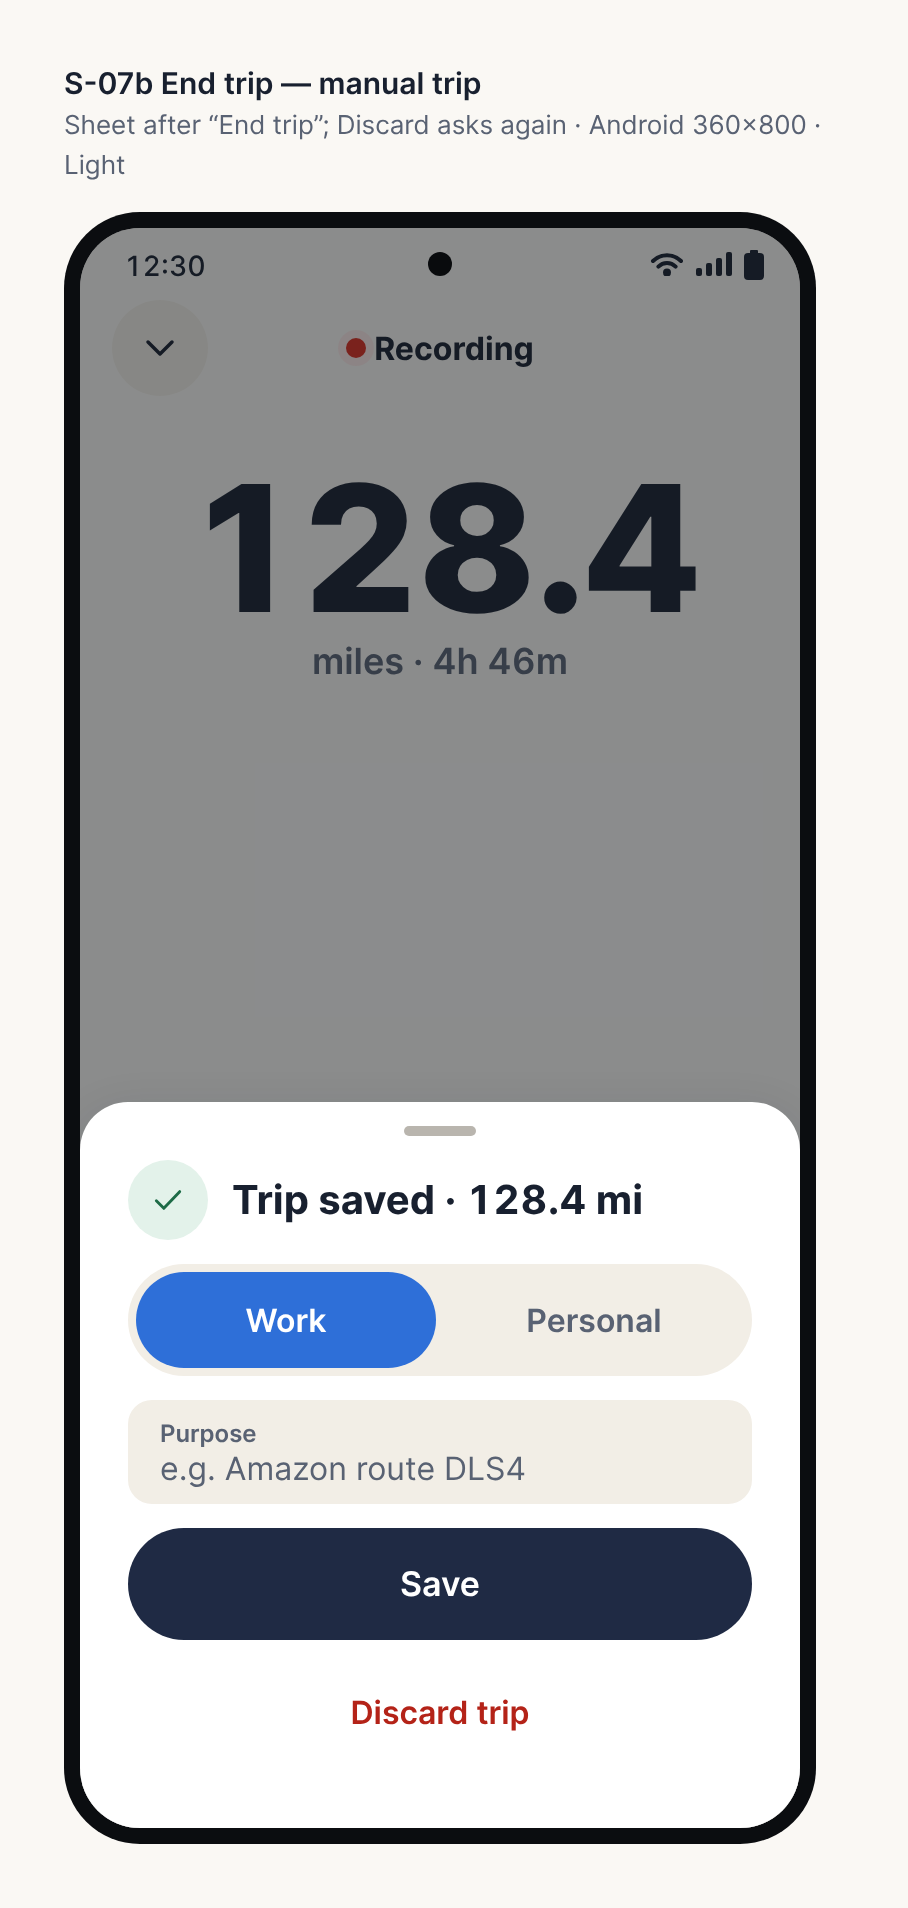 S-07b End trip — manual trip
Sheet after “End trip”; Discard asks again · Android 360×800 ·
Light
12:30
Recording
128.4
miles · 4h 46m
Trip saved · 128.4 mi
Work
Personal
Purpose
e.g. Amazon route DLS4
Save
Discard trip